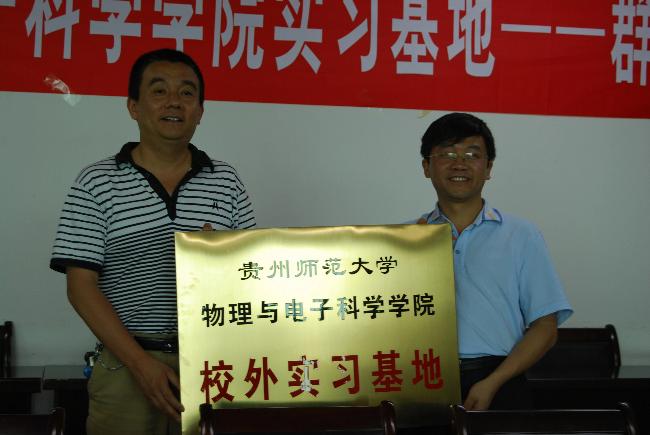 科学学院实习基地——群
贵州师范大学
物理与电子科学学院
校外实习基地